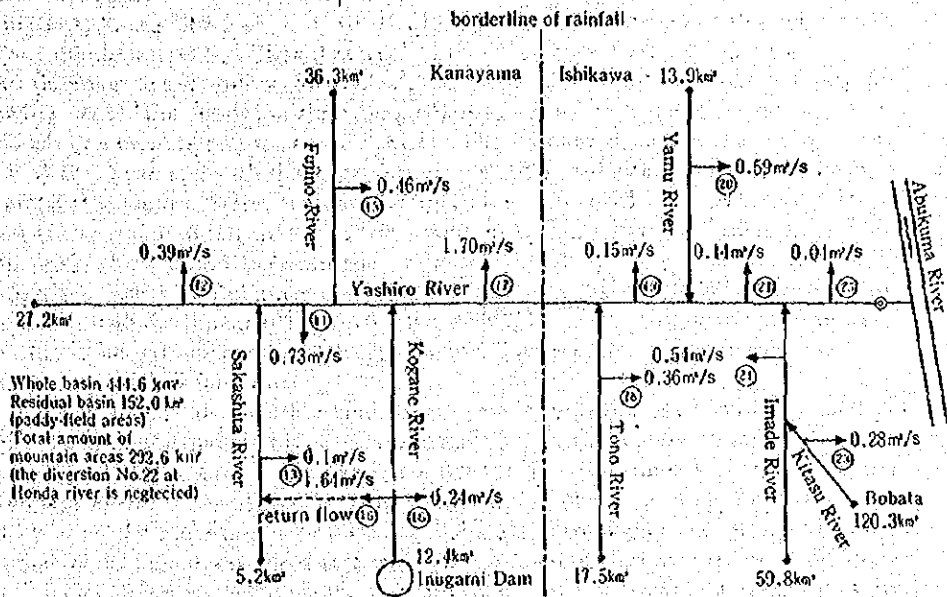 borderline of rainfall
36.3km²
Kanayama
Ishikawa
13.9km²
Fujino River
0.46m³/s
⑮
Yamu River
0.59m³/s
⑳
Abukuma River
0.39m³/s
⑫
1.70m³/s
⑰
0.15m³/s
⑲
0.14m³/s
㉑
0.04m³/s
㉕
Yashiro River
27.2km²
⑪
0.73m³/s
Sakashita River
Kogane River
0.54m³/s
㉔
0.36m³/s
⑱
Tono River
Imade River
Whole basin 444.6 km²
Residual basin 152.0 km²
(paddy-field areas)
Total amount of
mountain areas 292.6 km²
(the diversion No.22 at
Honda river is neglected)
0.1m³/s
⑬
1.64m³/s
0.24m³/s
return flow
⑯
0.28m³/s
㉓
Kitasu River
Bobata
120.3km²
5.2km²
12.4km²
Inugami Dam
17.5km²
59.8km²